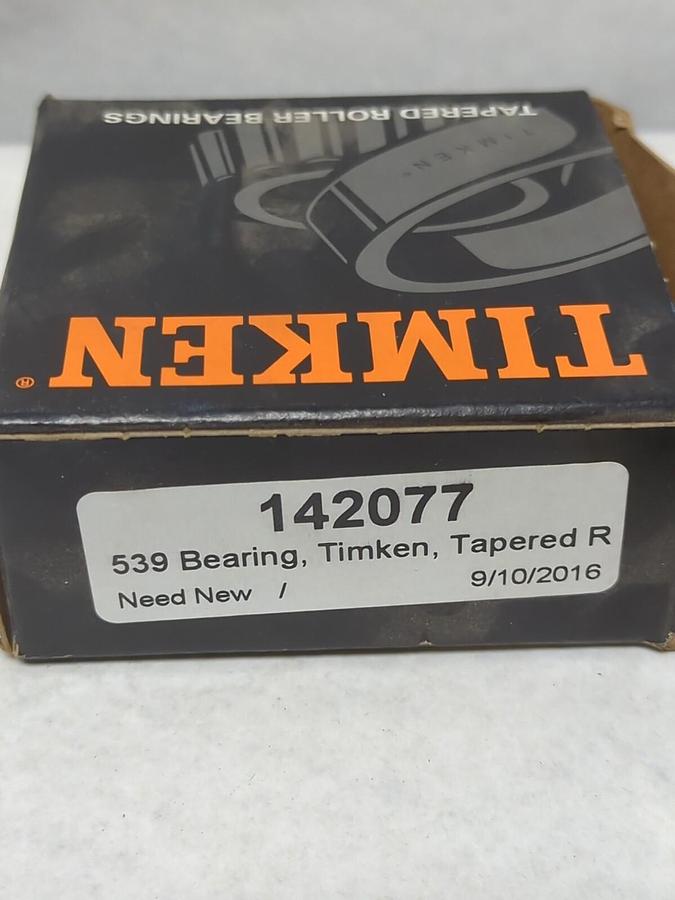 TAPERED ROLLER BEARINGS
TIMKEN®
TIMKEN®
142077
539 Bearing, Timken, Tapered R
Need New /
9/10/2016